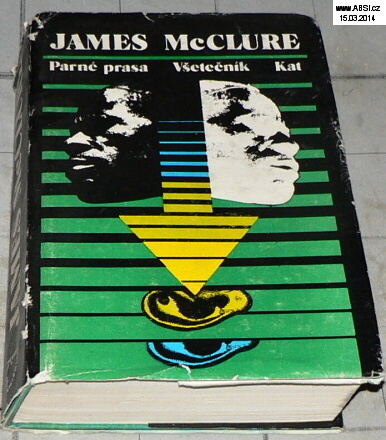 www.ABSI.cz
15.03.2014
JAMES McCLURE
Parné prasa Všetečník Kat